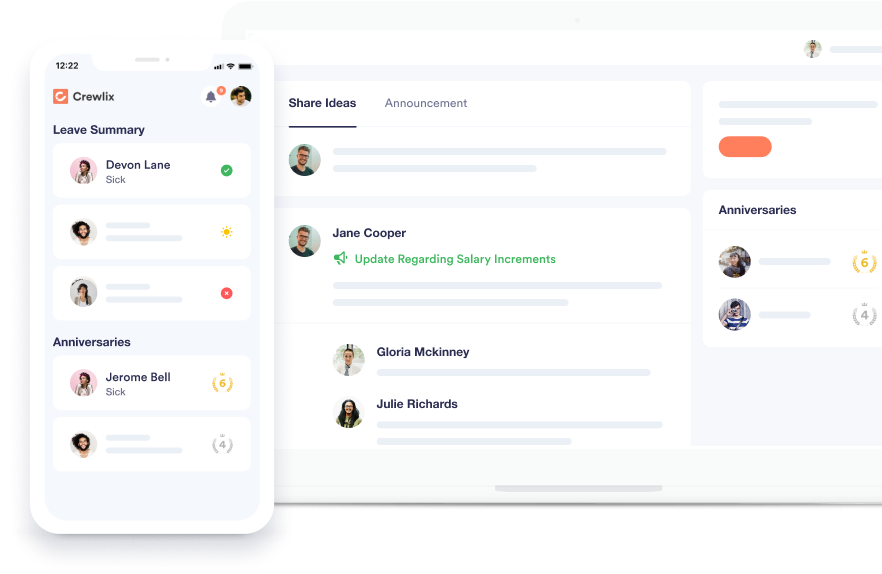 12:22
Crewlix
9
Leave Summary
Devon Lane
Sick
Anniversaries
Jerome Bell
Sick
6
4
Share Ideas
Announcement
Jane Cooper
Update Regarding Salary Increments
Gloria Mckinney
Julie Richards
Anniversaries
6
4